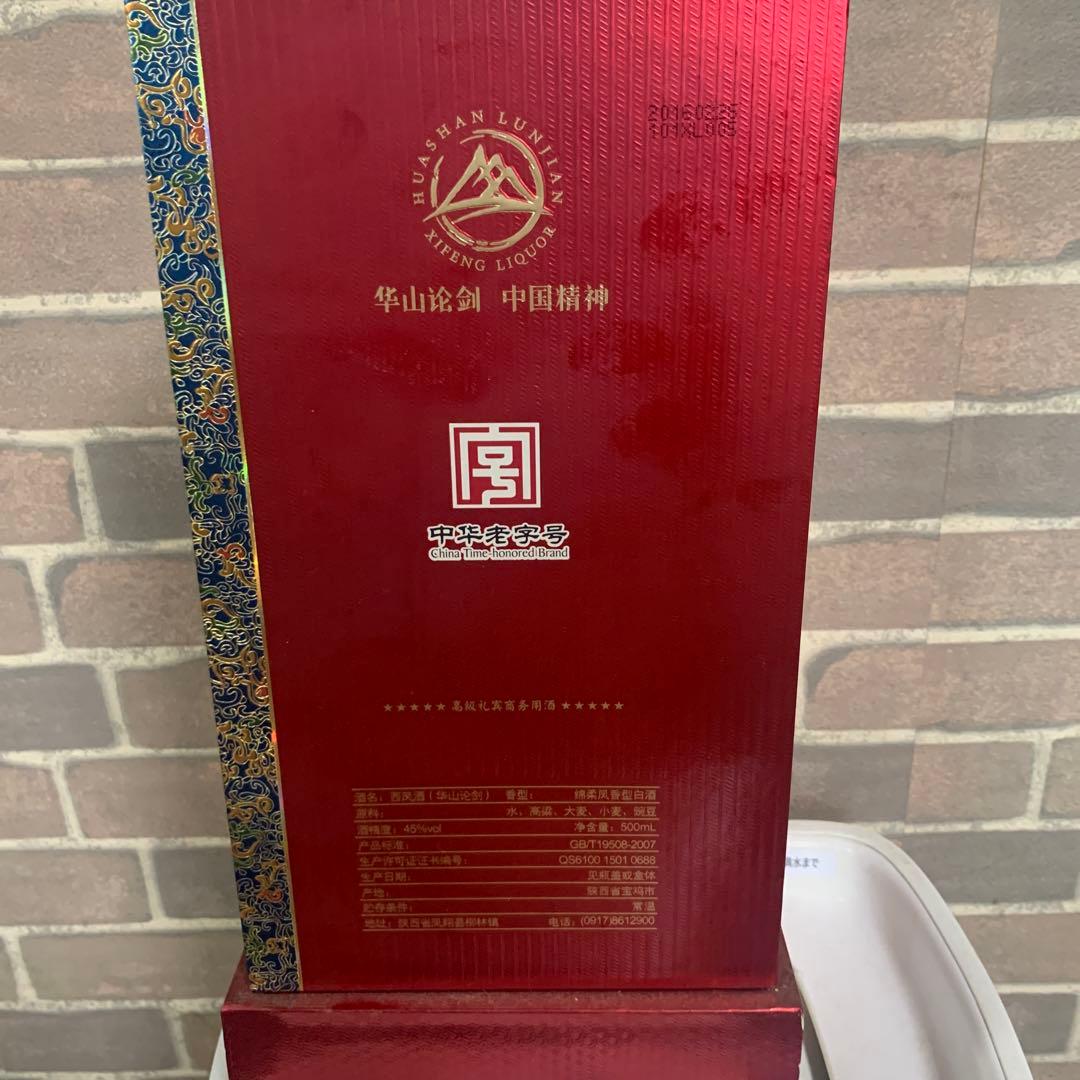 20160226
101XL005
HUASHAN LUNJIAN
XIFENG LIQUOR
华山论剑 中国精神
中华老字号
China Time-honored Brand
★★★★★ 高级礼宾商务用酒 ★★★★★
酒名：西凤酒（华山论剑） 香型： 绵柔凤香型白酒
原料： 水、高粱、大麦、小麦、豌豆
酒精度：45%vol 净含量：500mL
产品标准： GB/T19508-2007
生产许可证证书编号： QS6100 1501 0688
生产日期： 见瓶盖或盒体
产地： 陕西省宝鸡市
贮存条件： 常温
地址：陕西省凤翔县柳林镇 电话：(0917)8612900
水まで